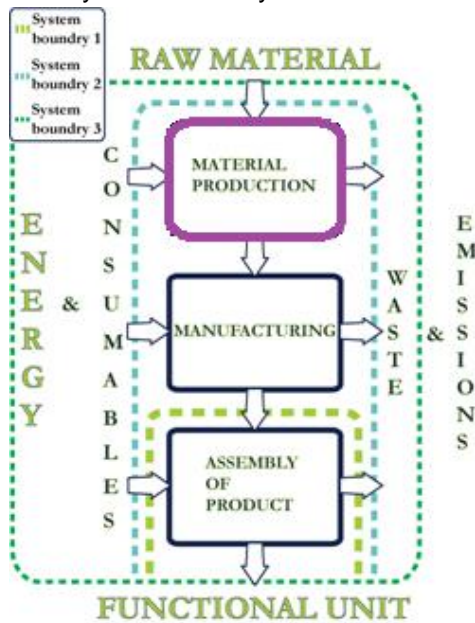 System
boundry 1
System
boundry 2
System
boundry 3
RAW MATERIAL
CONSUMABLES
ENERGY
&
MATERIAL
PRODUCTION
MANUFACTURING
ASSEMBLY
OF
PRODUCT
WASTE
&
EMISSIONS
FUNCTIONAL UNIT